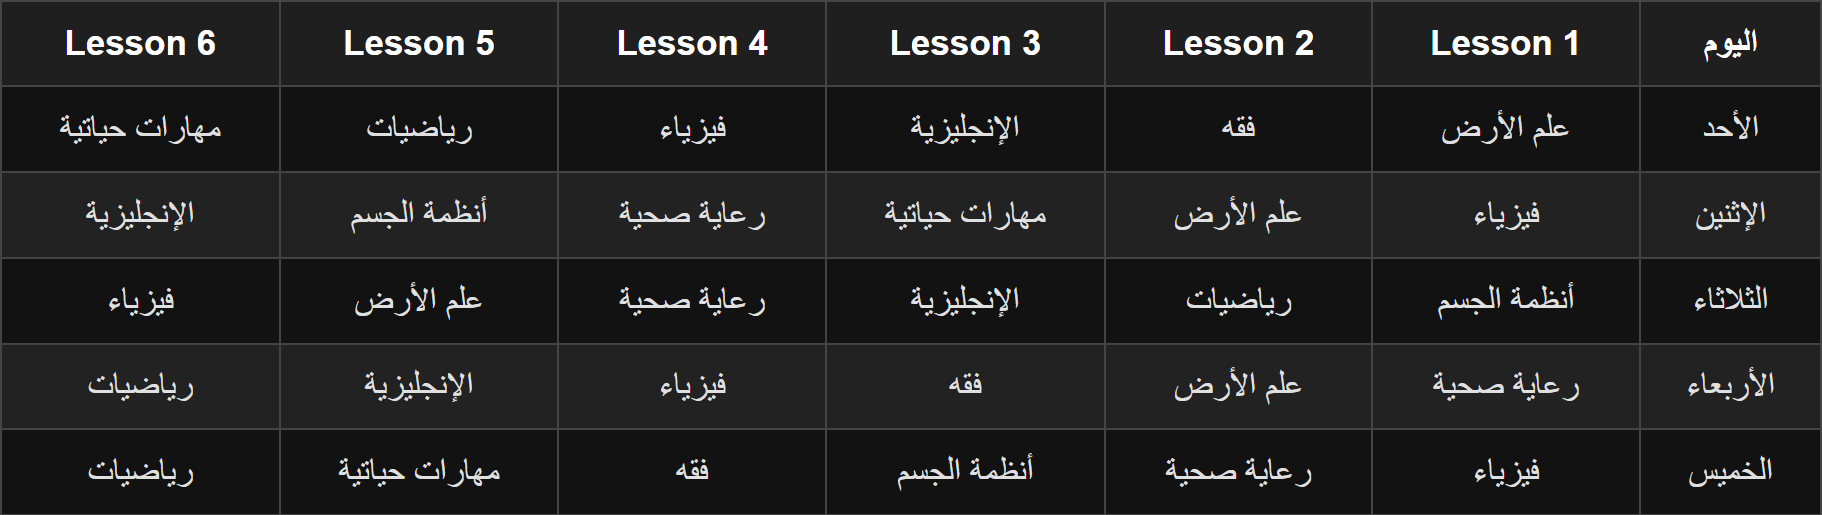 اليوم Lesson 1 Lesson 2 Lesson 3 Lesson 4 Lesson 5 Lesson 6
الأحد علم الأرض فقه الإنجليزية فيزياء رياضيات مهارات حياتية
الإثنين فيزياء علم الأرض مهارات حياتية رعاية صحية أنظمة الجسم الإنجليزية
الثلاثاء أنظمة الجسم رياضيات الإنجليزية رعاية صحية علم الأرض فيزياء
الأربعاء رعاية صحية علم الأرض فقه فيزياء الإنجليزية رياضيات
الخميس فيزياء رعاية صحية أنظمة الجسم فقه مهارات حياتية رياضيات